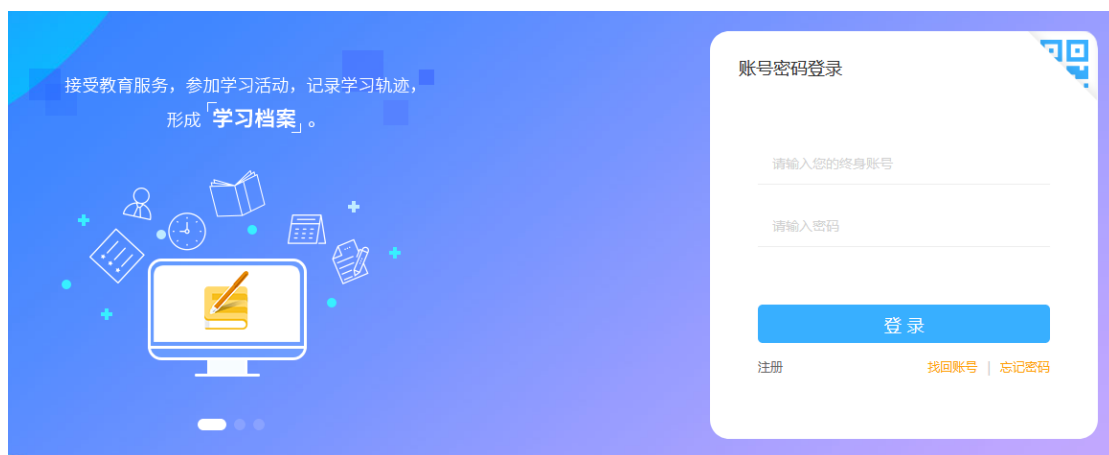 接受教育服务，参加学习活动，记录学习轨迹，
形成「学习档案」。
账号密码登录
请输入您的终身账号
请输入密码
登录
注册 找回账号 | 忘记密码